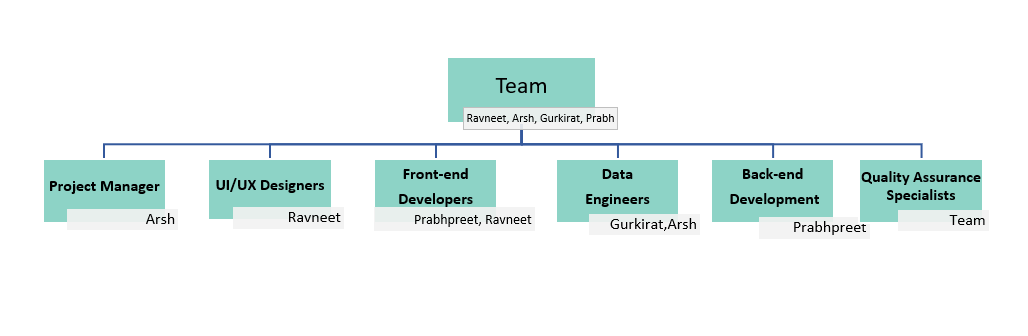 Team
Ravneet, Arsh, Gurkirat, Prabh
Project Manager
Arsh
UI/UX Designers
Ravneet
Front-end
Developers
Prabhpreet, Ravneet
Data
Engineers
Gurkirat,Arsh
Back-end
Development
Prabhpreet
Quality Assurance
Specialists
Team